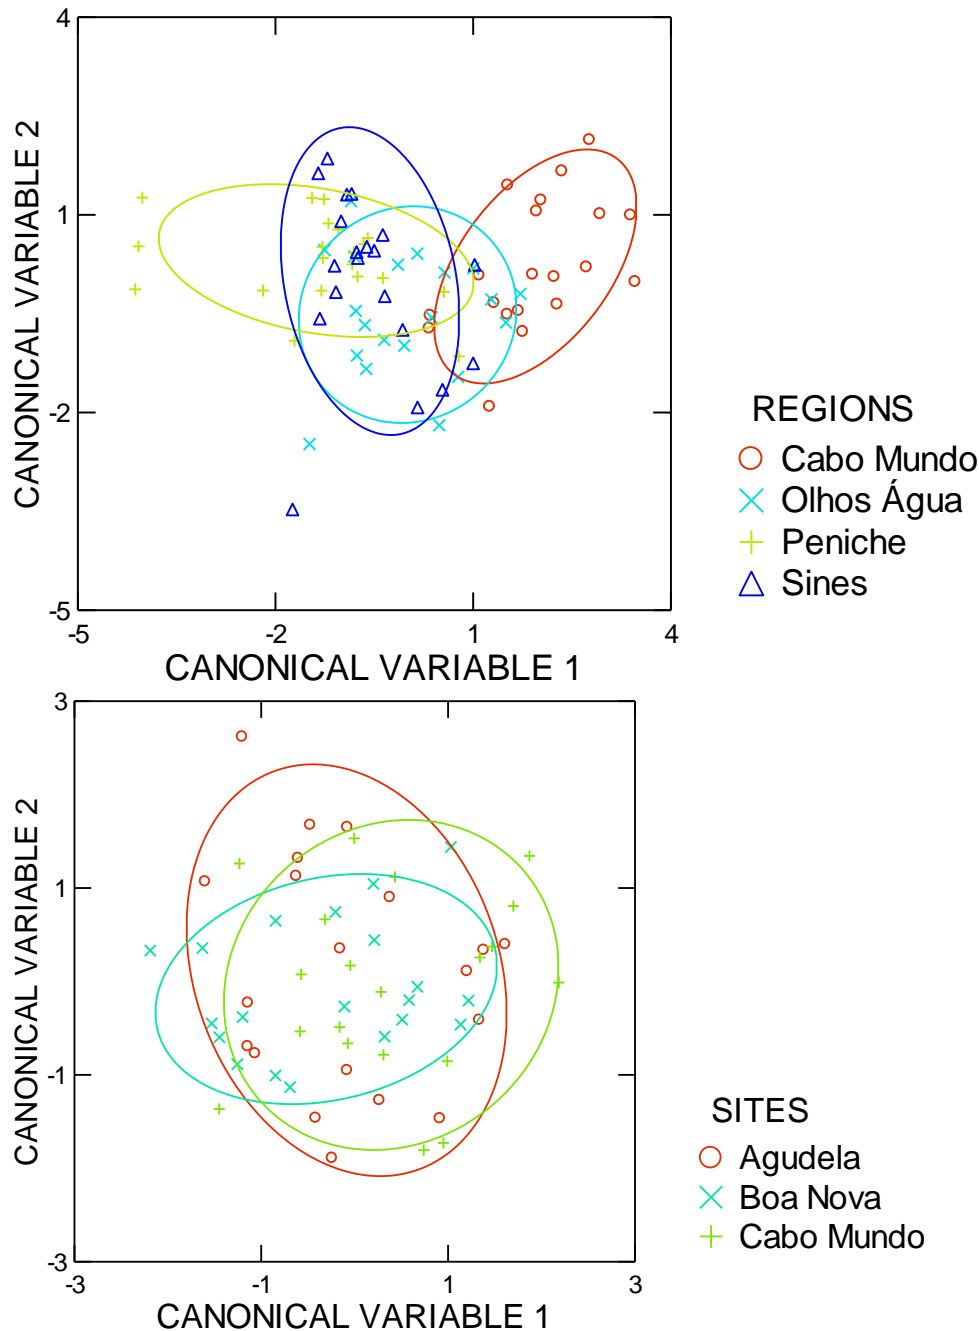 4
1
-2
-5
CANONICAL VARIABLE 2
-5 -2 1 4
CANONICAL VARIABLE 1
REGIONS
Cabo Mundo
Olhos Água
Peniche
Sines
3
1
-1
-3
CANONICAL VARIABLE 2
-3 -1 1 3
CANONICAL VARIABLE 1
SITES
Agudela
Boa Nova
Cabo Mundo